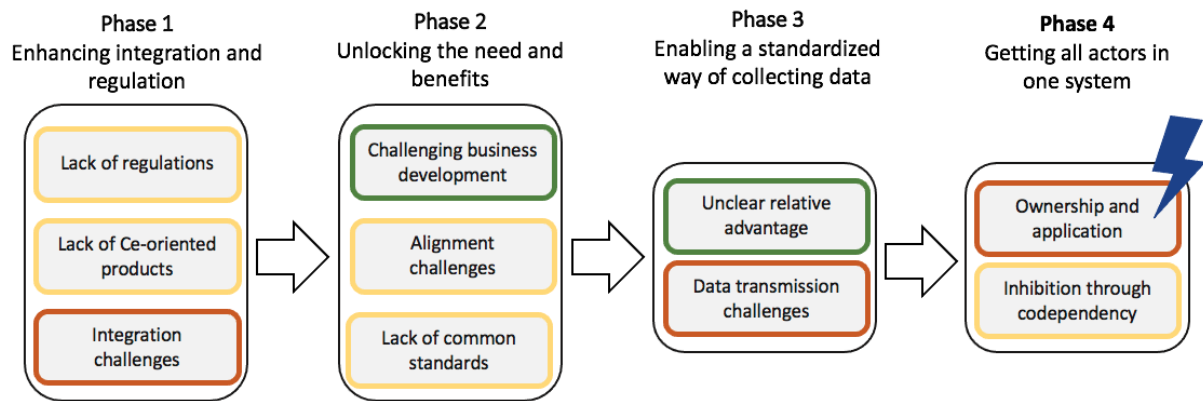 Phase 1
Enhancing integration and
regulation
Lack of regulations
Lack of Ce-oriented
products
Integration
challenges
Phase 2
Unlocking the need and
benefits
Challenging business
development
Alignment
challenges
Lack of common
standards
Phase 3
Enabling a standardized
way of collecting data
Unclear relative
advantage
Data transmission
challenges
Phase 4
Getting all actors in
one system
Ownership and
application
Inhibition through
codependency